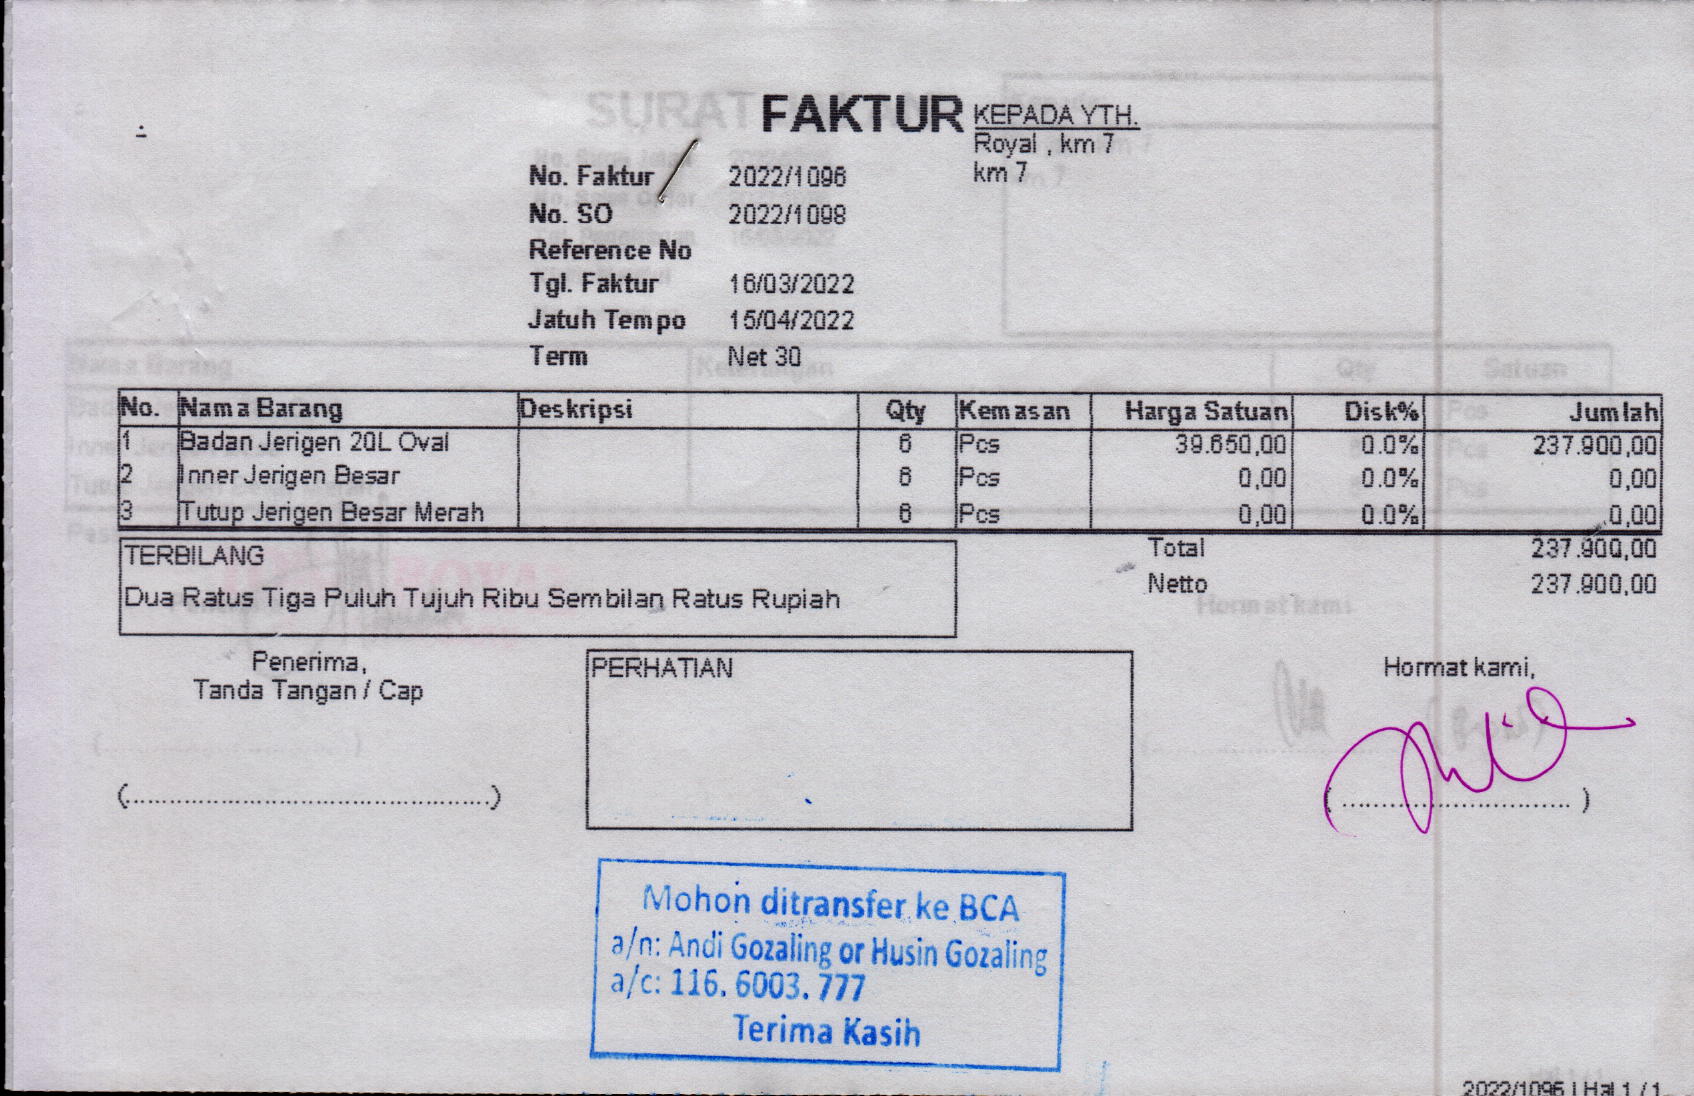 FAKTUR
KEPADA YTH.
Royal , km 7
km 7
No. Faktur 2022/1096
No. SO 2022/1098
Reference No
Tgl. Faktur 16/03/2022
Jatuh Tempo 15/04/2022
Term Net 30
No. Nama Barang Deskripsi Qty Kemasan Harga Satuan Disk% Jumlah
1 Badan Jerigen 20L Oval 6 Pcs 39.650,00 0.0% 237.900,00
2 Inner Jerigen Besar 6 Pcs 0,00 0.0% 0,00
3 Tutup Jerigen Besar Merah 6 Pcs 0,00 0.0% 0,00
Total 237.900,00
Netto 237.900,00
TERBILANG
Dua Ratus Tiga Puluh Tujuh Ribu Sembilan Ratus Rupiah
Penerima,
Tanda Tangan / Cap
(................................................)
PERHATIAN
Hormat kami,
(.............................. )
Mohon ditransfer ke BCA
a/n: Andi Gozaling or Husin Gozaling
a/c: 116. 6003. 777
Terima Kasih
2022/1096 | Hal 1 / 1